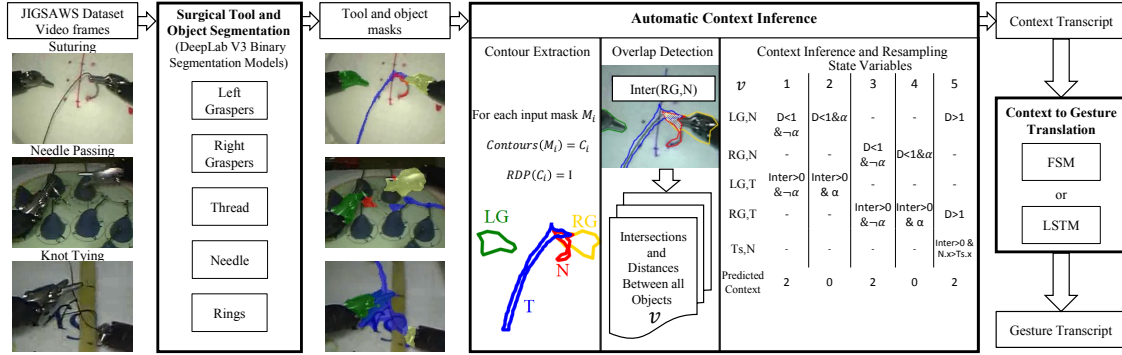 JIGSAWS Dataset
Video frames
Suturing
Needle Passing
Knot Tying
Surgical Tool and
Object Segmentation
(DeepLab V3 Binary
Segmentation Models)
Left
Graspers
Right
Graspers
Thread
Needle
Rings
Tool and object
masks
Automatic Context Inference
Contour Extraction
For each input mask M_i
Contours(M_i) = C_i
RDP(C_i) = I
LG
RG
N
T
Overlap Detection
Inter(RG,N)
Intersections
and
Distances
Between all
Objects
v
Context Inference and Resampling
State Variables
v 1 2 3 4 5
LG,N D<1 &¬α D<1&α - - D>1
RG,N - - D<1 &¬α D<1&α -
LG,T Inter>0 &¬α Inter>0 & α - - -
RG,T - - Inter>0 &¬α Inter>0 & α D>1
Ts,N - - - - Inter>0 & N.x>Ts.x
Predicted
Context 2 0 2 0 2
Context Transcript
Context to Gesture
Translation
FSM
or
LSTM
Gesture Transcript